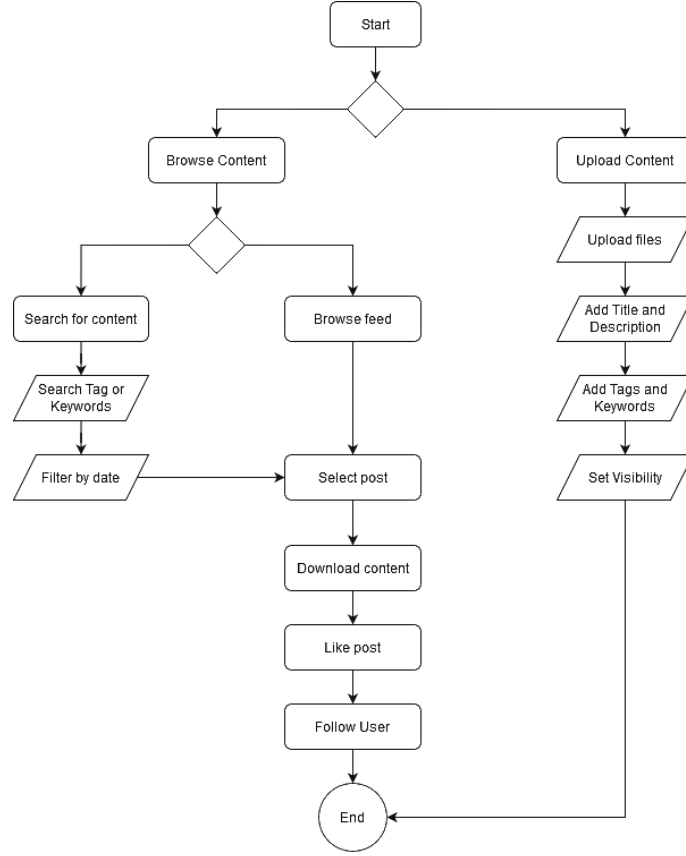 Start
Browse Content
Upload Content
Upload files
Search for content
Browse feed
Add Title and
Description
Search Tag or
Keywords
Add Tags and
Keywords
Filter by date
Select post
Set Visibility
Download content
Like post
Follow User
End